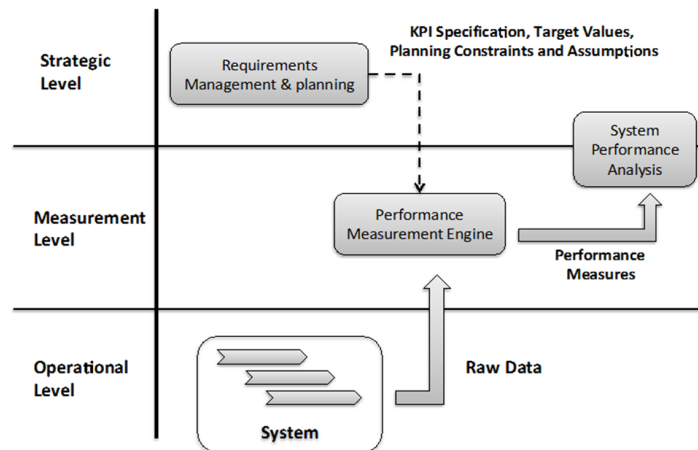 KPI Specification, Target Values,
Planning Constraints and Assumptions
Strategic
Level
Requirements
Management & planning
System
Performance
Analysis
Measurement
Level
Performance
Measurement Engine
Performance
Measures
Operational
Level
Raw Data
System